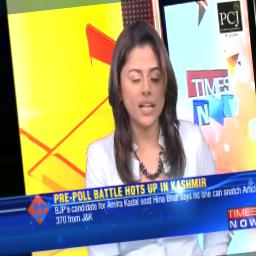 PCJ
TIMES
NOW
PRE-POLL BATTLE HOTS UP IN KASHMIR
BJP's candidate for Amira Kadal seat Hina Bhat says no one can snatch Articl
370 from J&K
TIMES
NOW